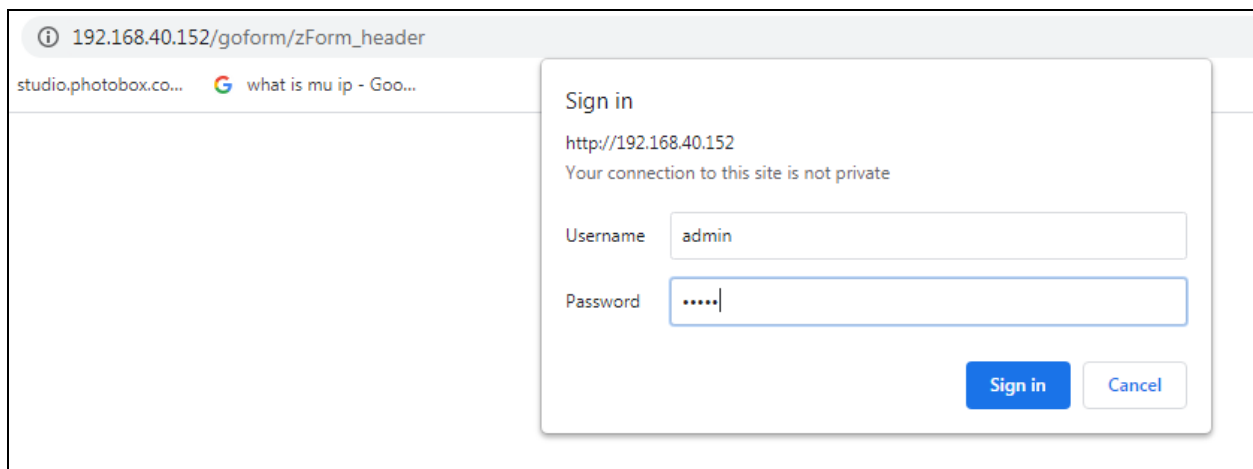 192.168.40.152/goform/zForm_header
studio.photobox.co... what is mu ip - Goo...
Sign in
http://192.168.40.152
Your connection to this site is not private
Username admin
Password •••••
Sign in Cancel